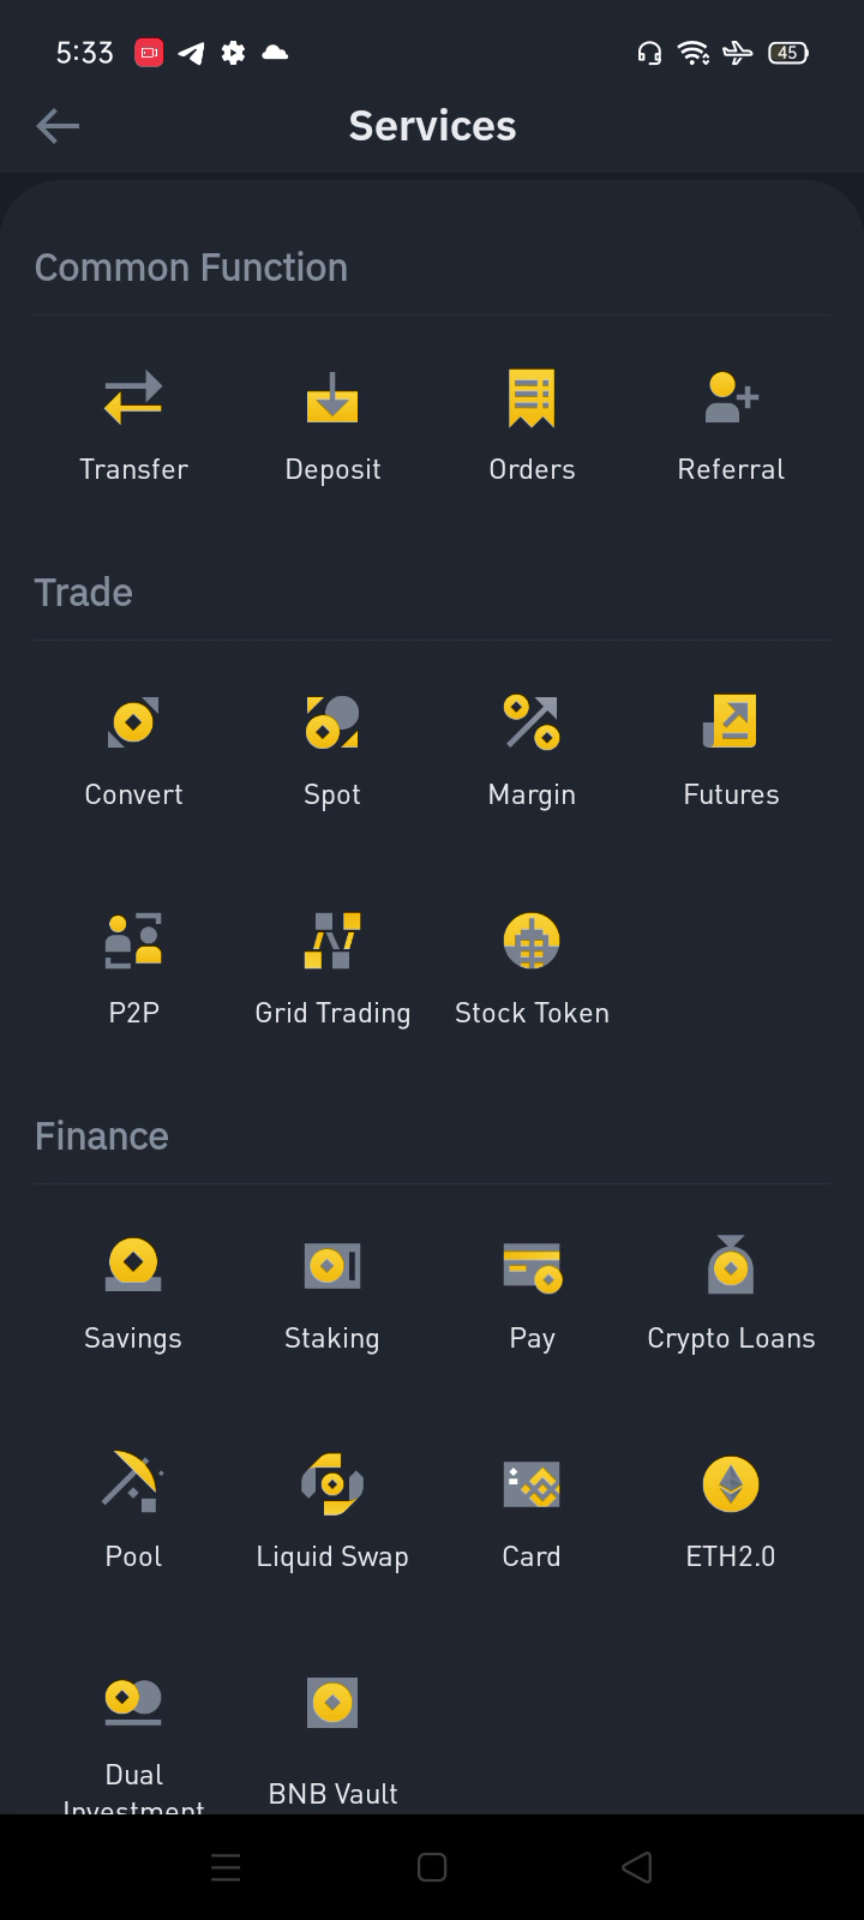 5:33
45
Services
Common Function
Transfer Deposit Orders Referral
Trade
Convert Spot Margin Futures
P2P Grid Trading Stock Token
Finance
Savings Staking Pay Crypto Loans
Pool Liquid Swap Card ETH2.0
Dual
Investment
BNB Vault